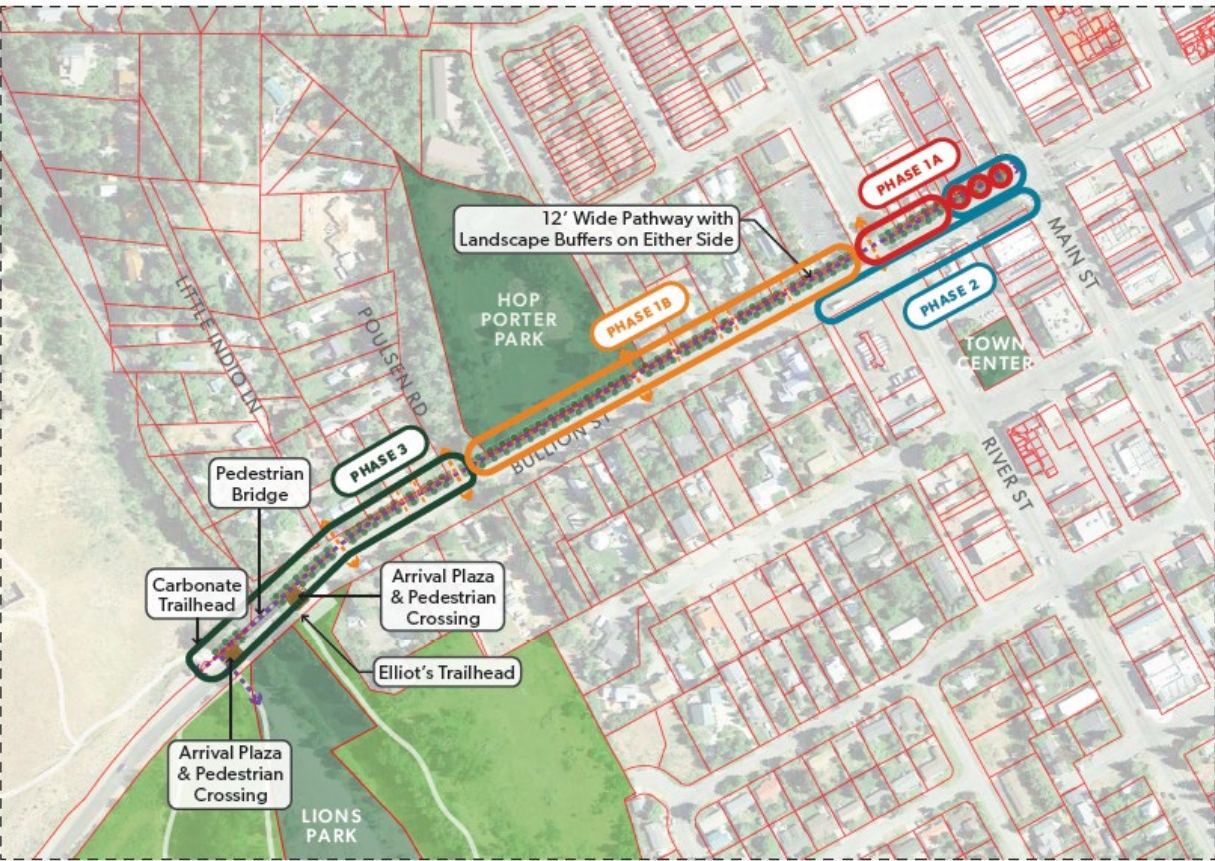 PHASE 1A
12' Wide Pathway with
Landscape Buffers on Either Side
MAIN ST
LITTLE INDIO LN
POULSEN RD
HOP
PORTER
PARK
PHASE 1B
PHASE 2
TOWN
CENTER
BULLION ST
RIVER ST
PHASE 3
Pedestrian
Bridge
Carbonate
Trailhead
Arrival Plaza
& Pedestrian
Crossing
Elliot's Trailhead
Arrival Plaza
& Pedestrian
Crossing
LIONS
PARK